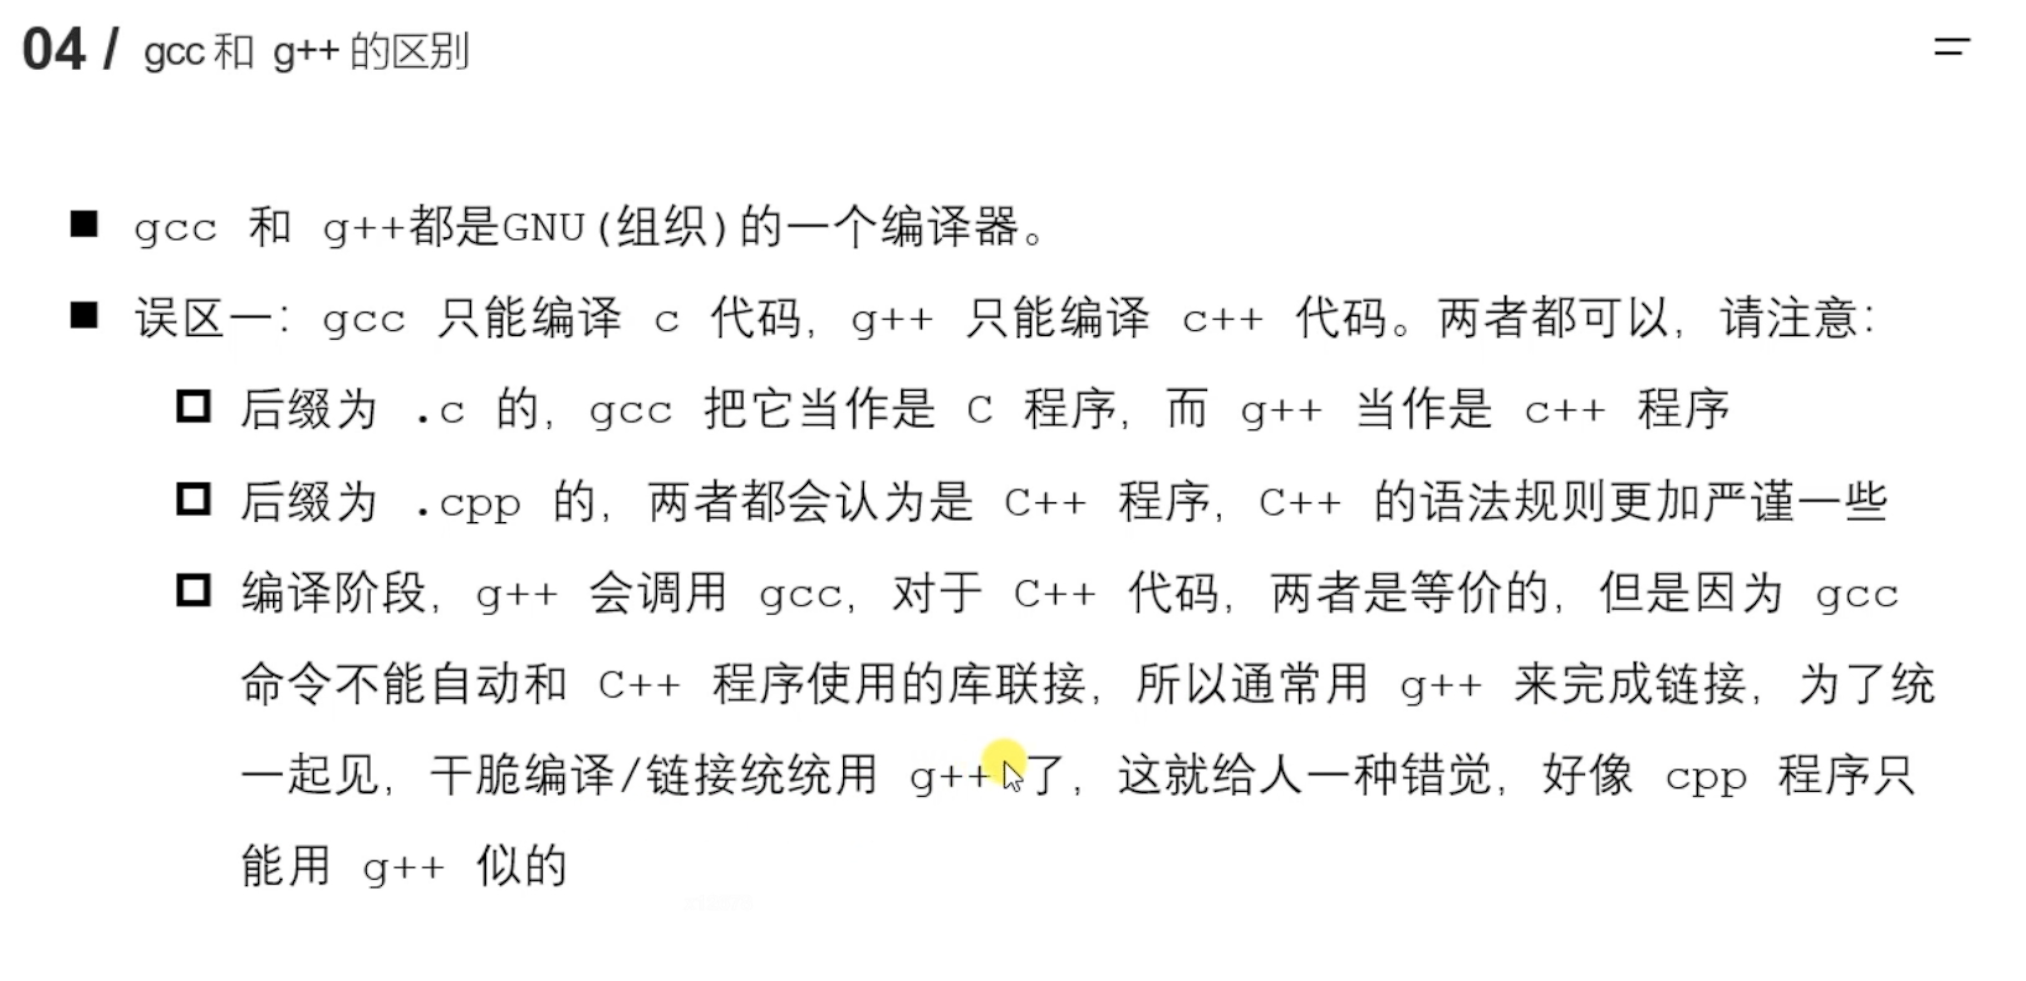 04 / gcc 和 g++ 的区别
gcc 和 g++都是GNU(组织)的一个编译器。
误区一：gcc 只能编译 c 代码，g++ 只能编译 c++ 代码。两者都可以，请注意：
后缀为 .c 的，gcc 把它当作是 C 程序，而 g++ 当作是 c++ 程序
后缀为 .cpp 的，两者都会认为是 C++ 程序，C++ 的语法规则更加严谨一些
编译阶段，g++ 会调用 gcc，对于 C++ 代码，两者是等价的，但是因为 gcc
命令不能自动和 C++ 程序使用的库联接，所以通常用 g++ 来完成链接，为了统
一起见，干脆编译/链接统统用 g++ 了，这就给人一种错觉，好像 cpp 程序只
能用 g++ 似的